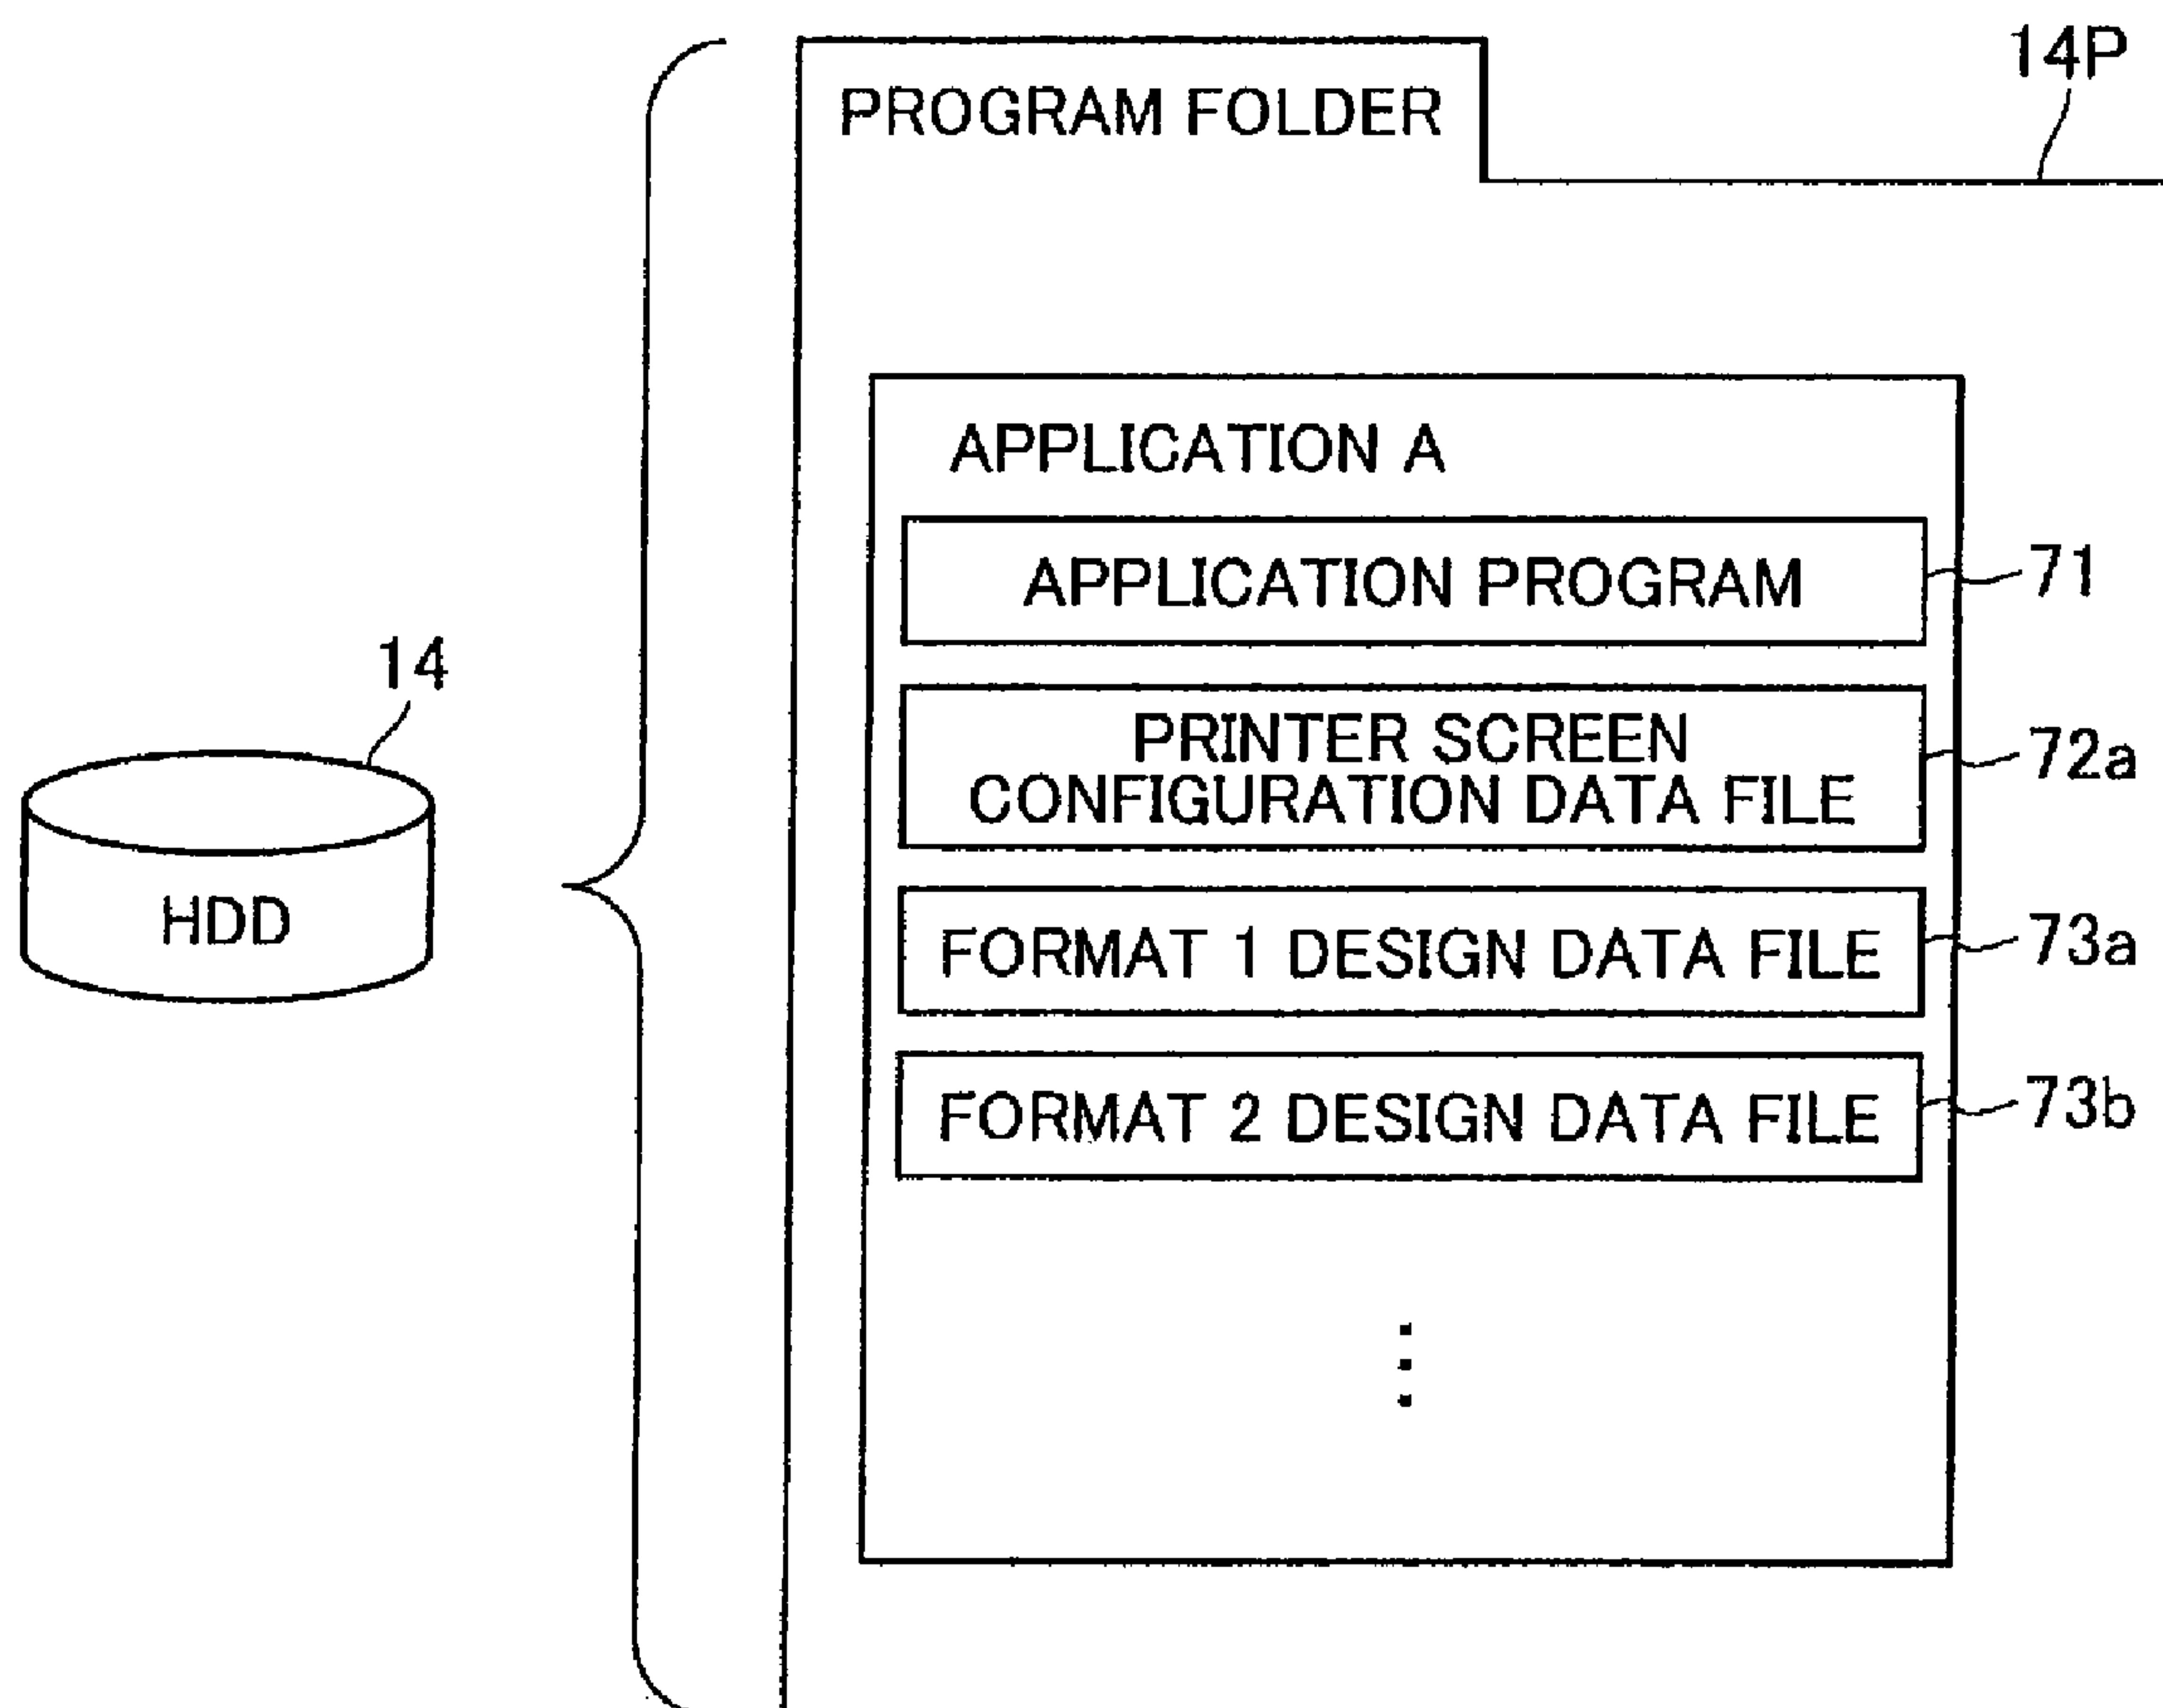 14P
PROGRAM FOLDER
APPLICATION A
APPLICATION PROGRAM
71
14
PRINTER SCREEN
CONFIGURATION DATA FILE
72a
HDD
FORMAT 1 DESIGN DATA FILE
73a
FORMAT 2 DESIGN DATA FILE
73b